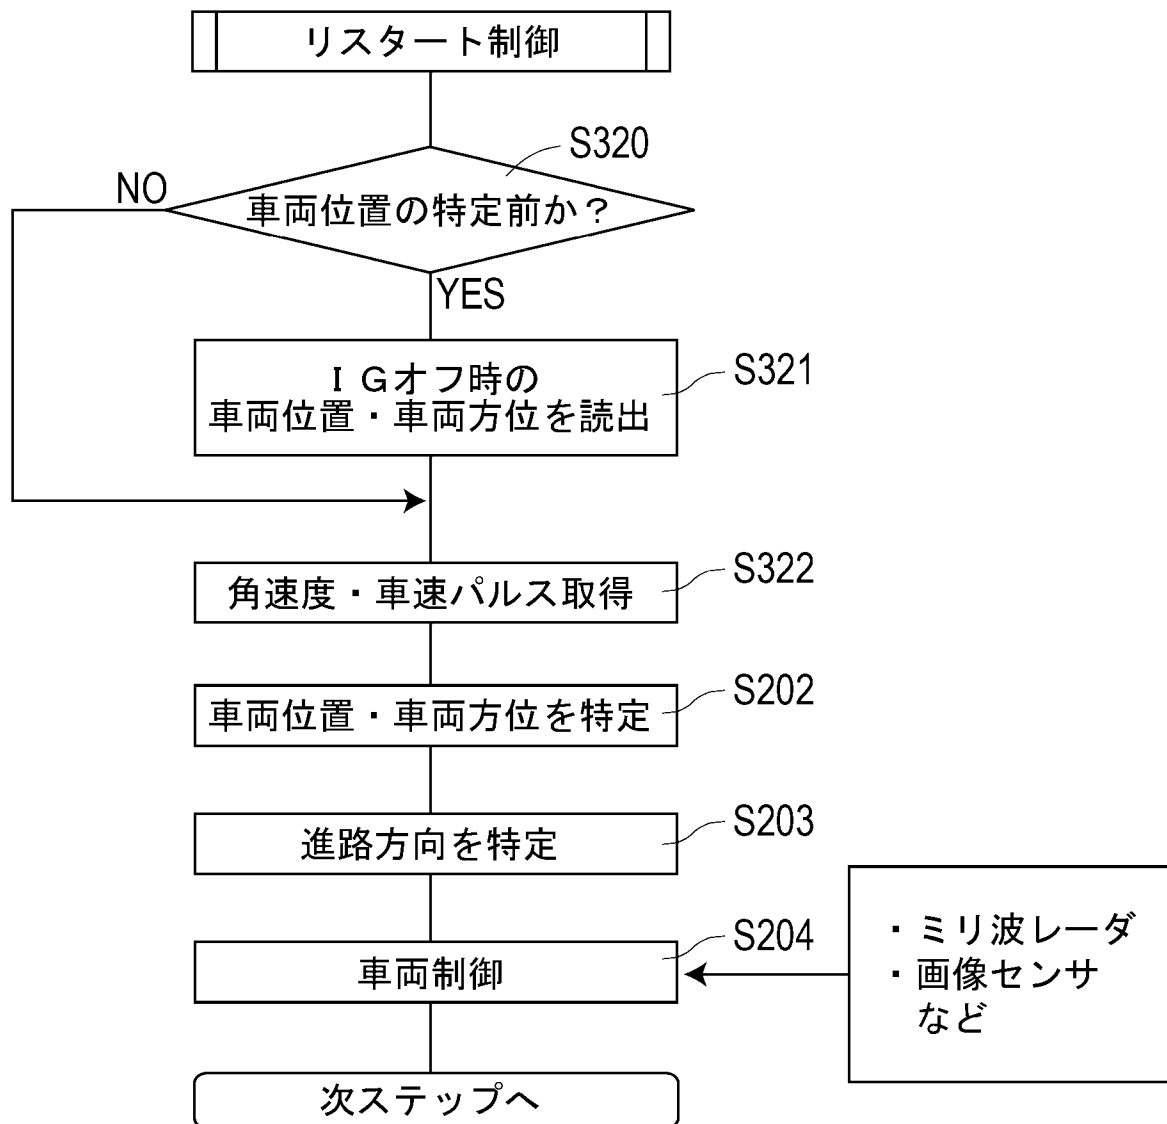 リスタート制御
S320
NO
車両位置の特定前か？
YES
S321
ＩＧオフ時の
車両位置・車両方位を読出
S322
角速度・車速パルス取得
S202
車両位置・車両方位を特定
S203
進路方向を特定
S204
車両制御
・ミリ波レーダ
・画像センサ
など
次ステップへ